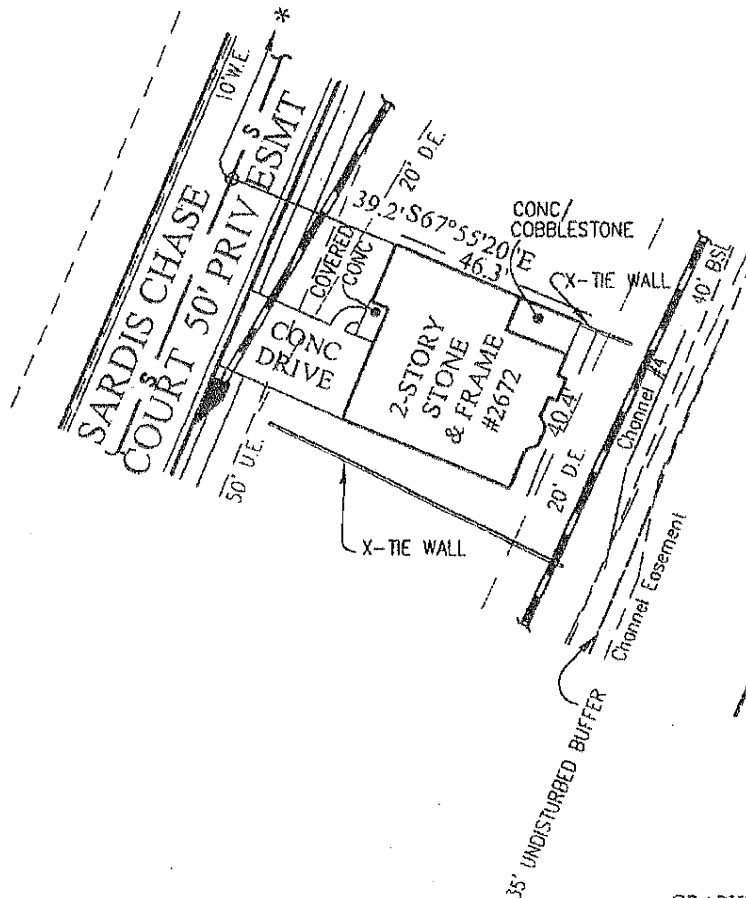 *
10'W.E.
S
S
S
SARDIS CHASE
COURT 50' PRIV ESMT
20' D.E.
39.2'S67°55'20"E
46.3'
CONC/
COBBLESTONE
X-TIE WALL
COVERED
CONC
CONC
DRIVE
2-STORY
STONE
& FRAME
#2672
40.4'
40' BSL
Channel #4
20' D.E.
50' U.E.
X-TIE WALL
Channel Easement
35' UNDISTURBED BUFFER